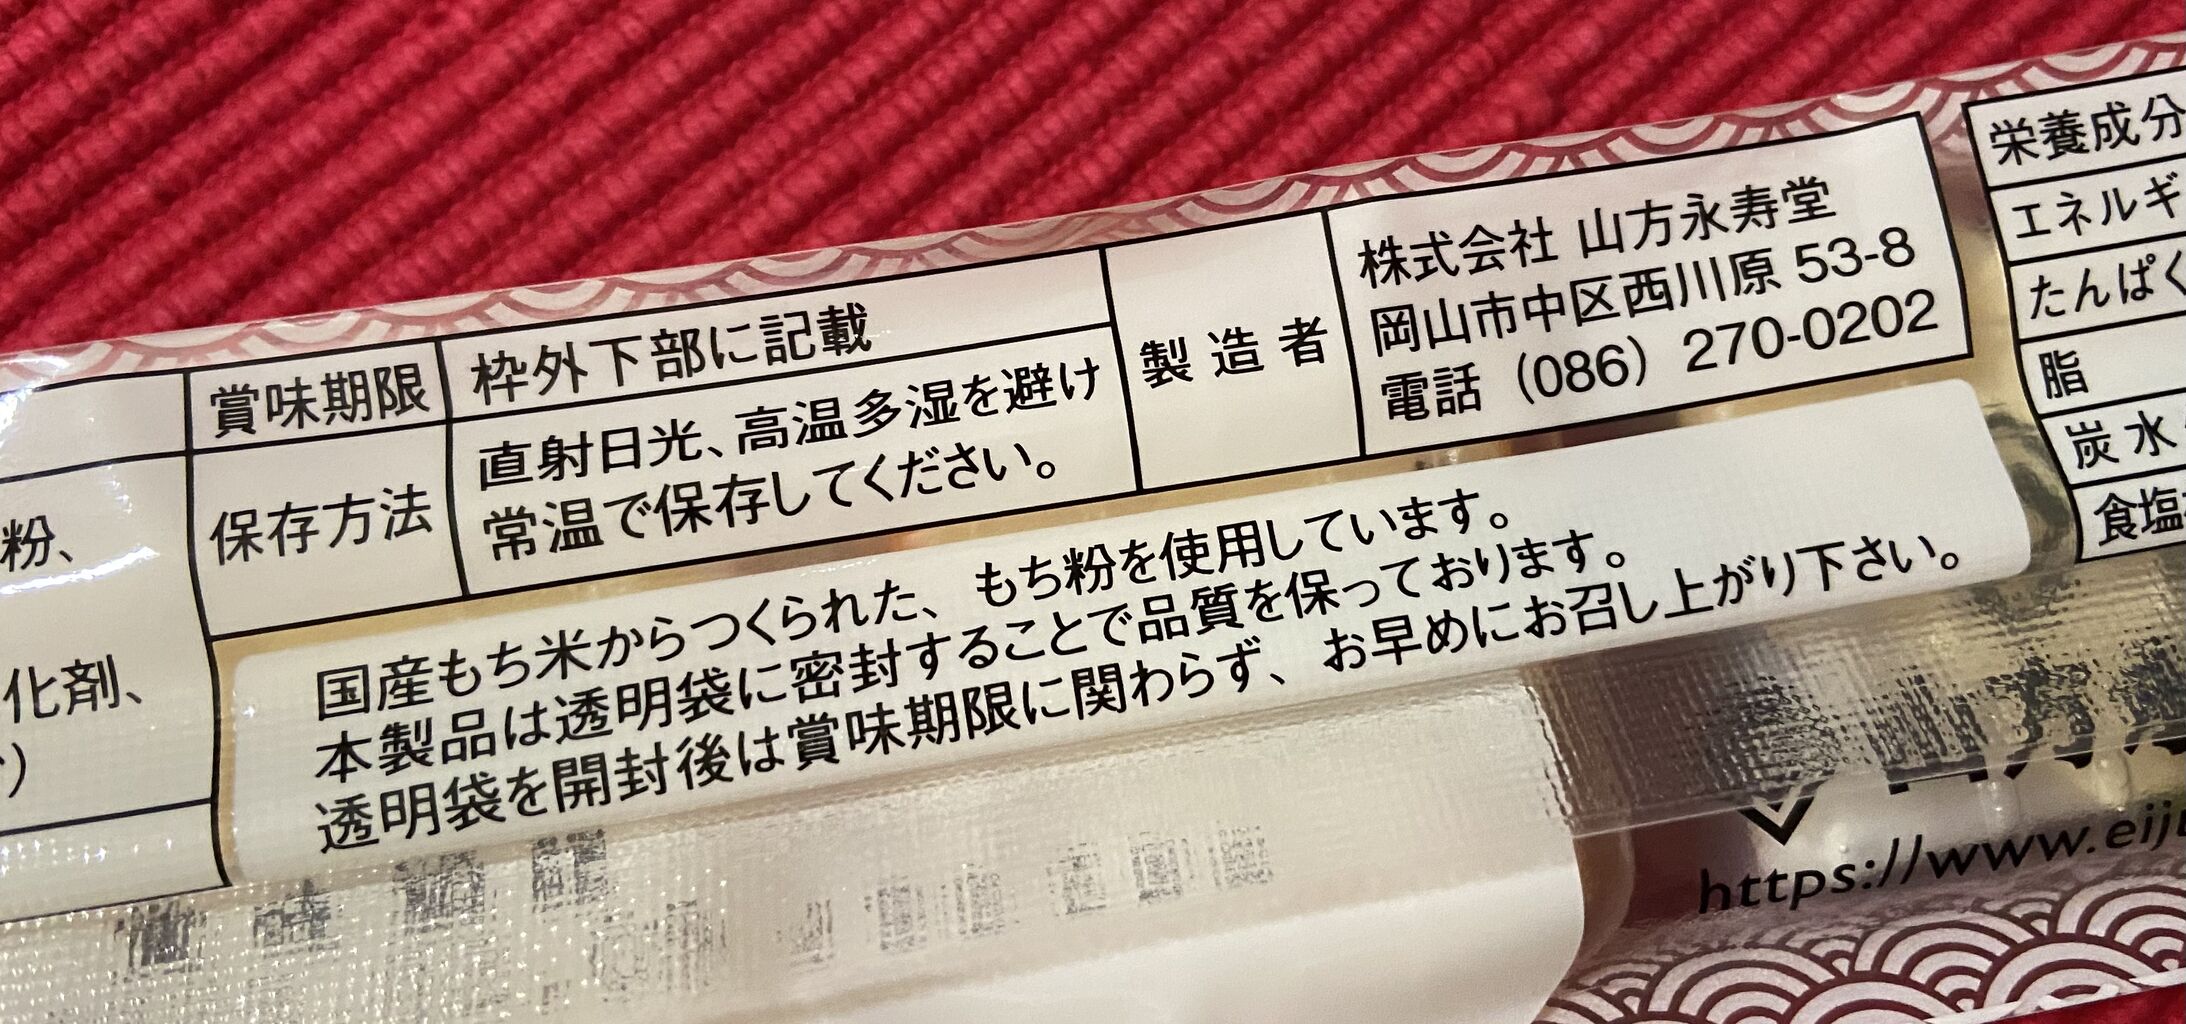 粉、
化剤、
賞味期限
枠外下部に記載
保存方法
直射日光、高温多湿を避け
常温で保存してください。
製造者
株式会社 山方永寿堂
岡山市中区西川原 53-8
電話（086）270-0202
国産もち米からつくられた、もち粉を使用しています。
本製品は透明袋に密封することで品質を保っております。
透明袋を開封後は賞味期限に関わらず、お早めにお召し上がり下さい。
栄養成分
エネルギ
たんぱく
脂
炭水
食塩
https://www.eiju